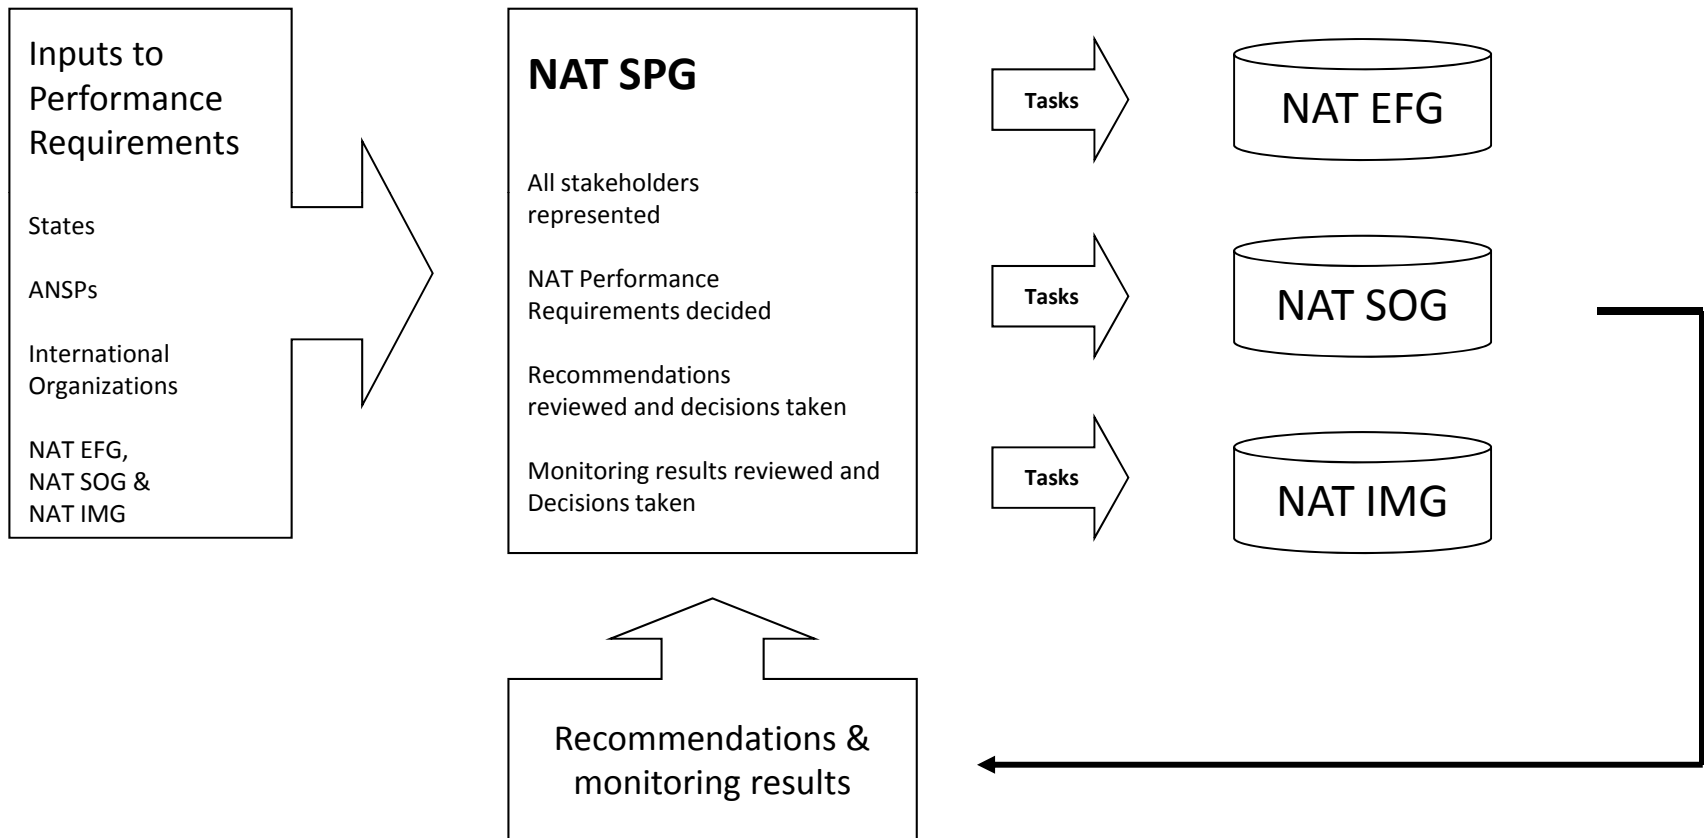 Inputs to
Performance
Requirements
States
ANSPs
International
Organizations
NAT EFG,
NAT SOG &
NAT IMG
NAT SPG
All stakeholders
represented
NAT Performance
Requirements decided
Recommendations
reviewed and decisions taken
Monitoring results reviewed and
Decisions taken
Tasks
NAT EFG
Tasks
NAT SOG
Tasks
NAT IMG
Recommendations &
monitoring results